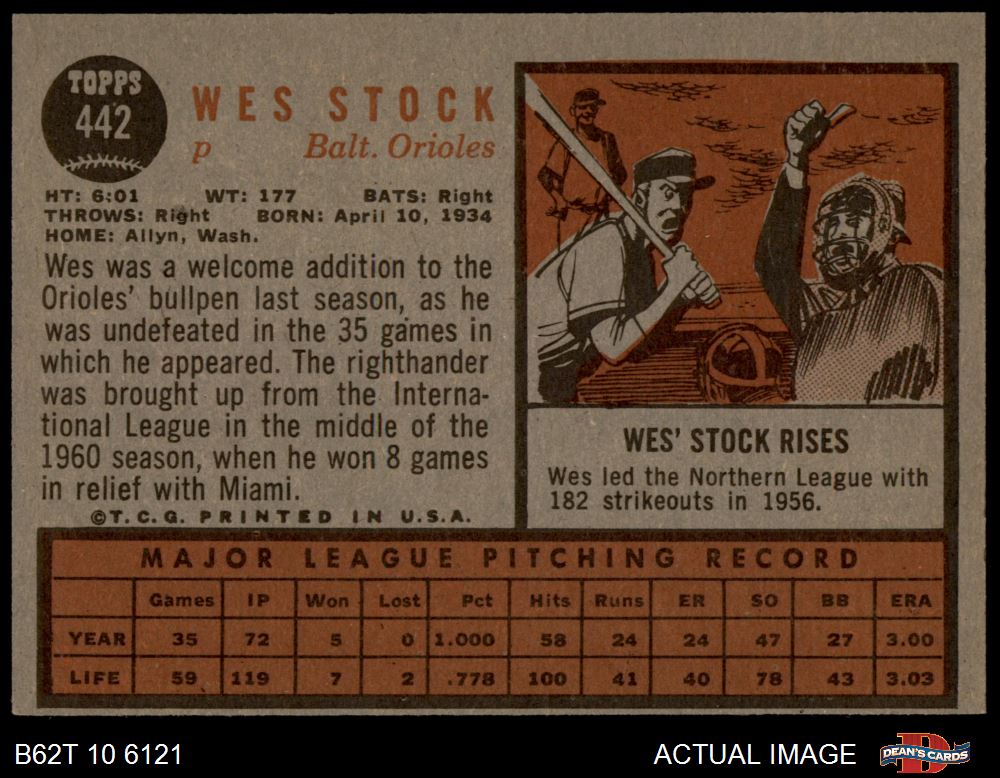 TOPPS
442
WES STOCK
p Balt. Orioles
HT: 6:01 WT: 177 BATS: Right
THROWS: Right BORN: April 10, 1934
HOME: Allyn, Wash.
Wes was a welcome addition to the
Orioles' bullpen last season, as he
was undefeated in the 35 games in
which he appeared. The righthander
was brought up from the Interna-
tional League in the middle of the
1960 season, when he won 8 games
in relief with Miami.
©T.C.G. PRINTED IN U.S.A.
WES' STOCK RISES
Wes led the Northern League with
182 strikeouts in 1956.
MAJOR LEAGUE PITCHING RECORD
Games IP Won Lost Pct Hits Runs ER SO BB ERA
YEAR 35 72 5 0 1.000 58 24 24 47 27 3.00
LIFE 59 119 7 2 .778 100 41 40 78 43 3.03
B62T 10 6121 ACTUAL IMAGE DEAN'S CARDS